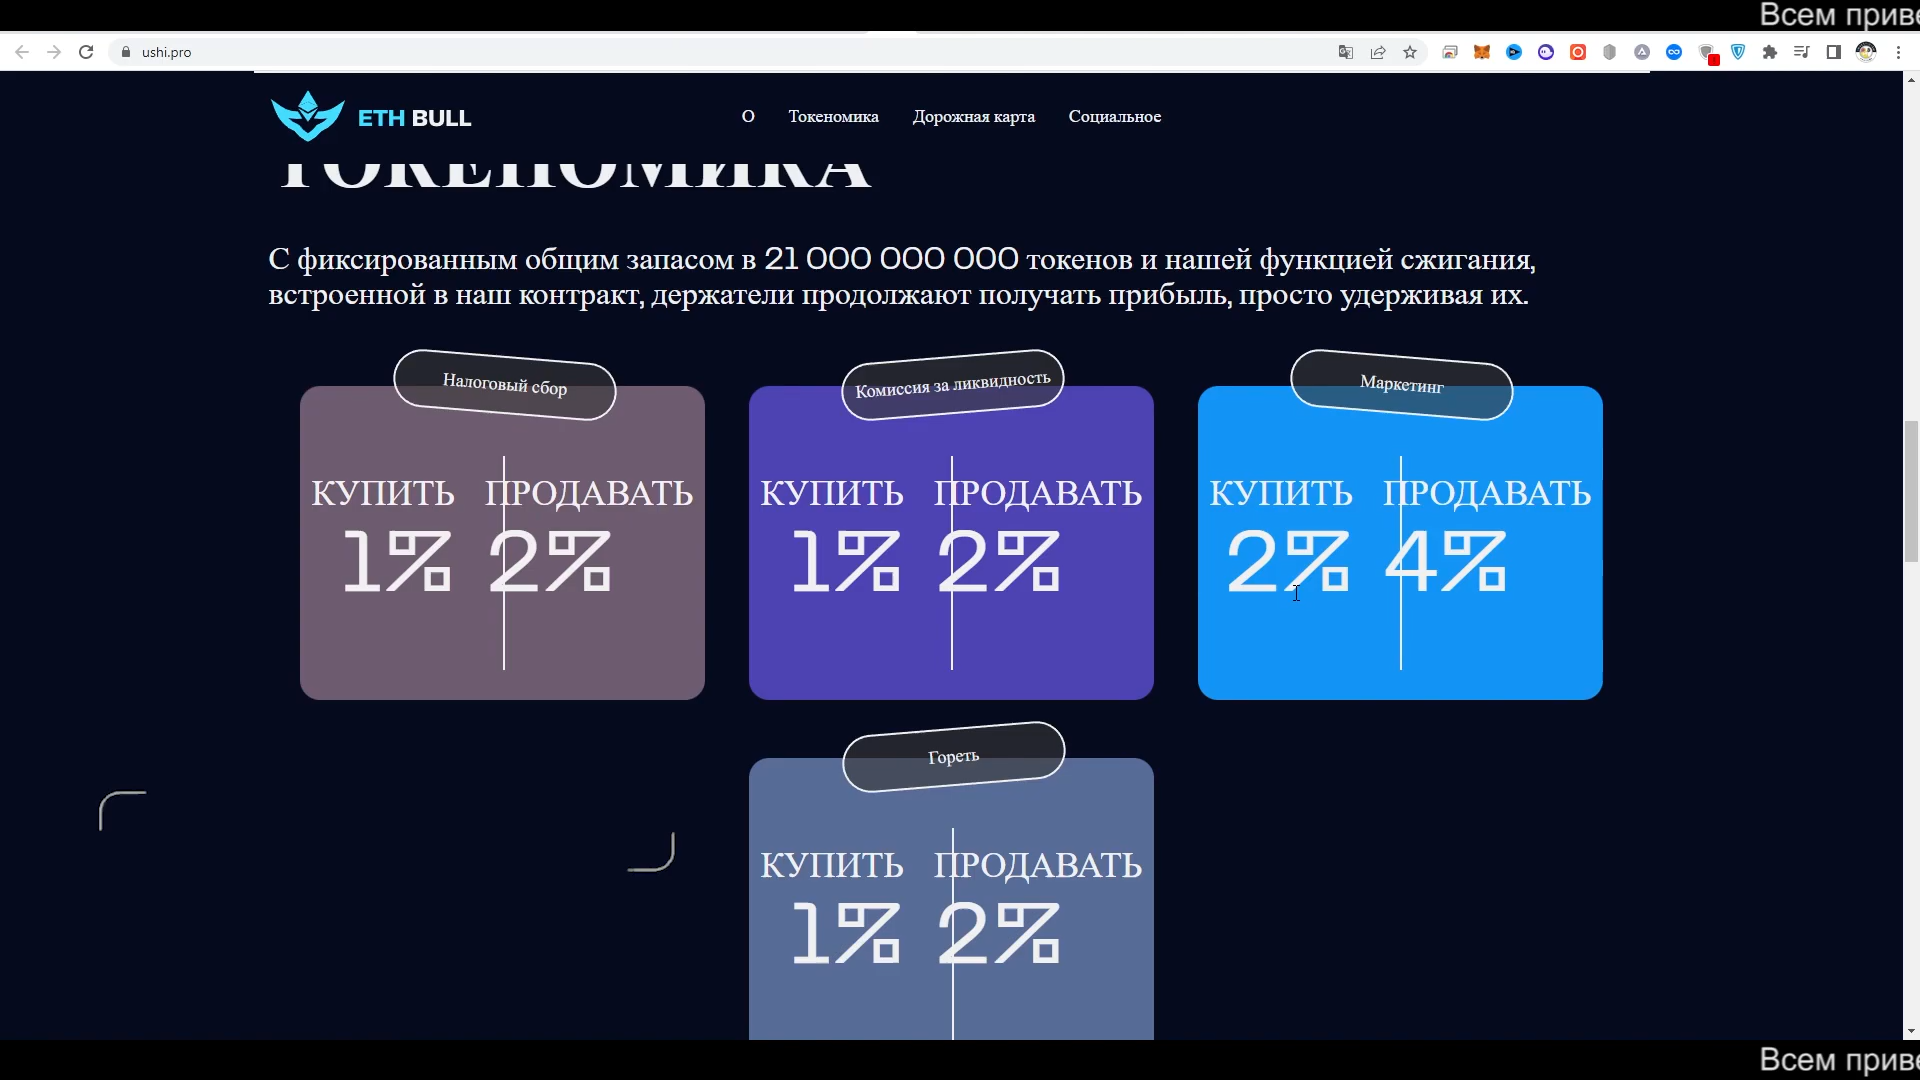 Всем приве
ushi.pro
ETH BULL
О Токеномика Дорожная карта Социальное
ТОКЕНОМИКА
С фиксированным общим запасом в 21 000 000 000 токенов и нашей функцией сжигания,
встроенной в наш контракт, держатели продолжают получать прибыль, просто удерживая их.
Налоговый сбор
КУПИТЬ ПРОДАВАТЬ
1% 2%
Комиссия за ликвидность
КУПИТЬ ПРОДАВАТЬ
1% 2%
Маркетинг
КУПИТЬ ПРОДАВАТЬ
2% 4%
Гореть
КУПИТЬ ПРОДАВАТЬ
1% 2%
Всем приве